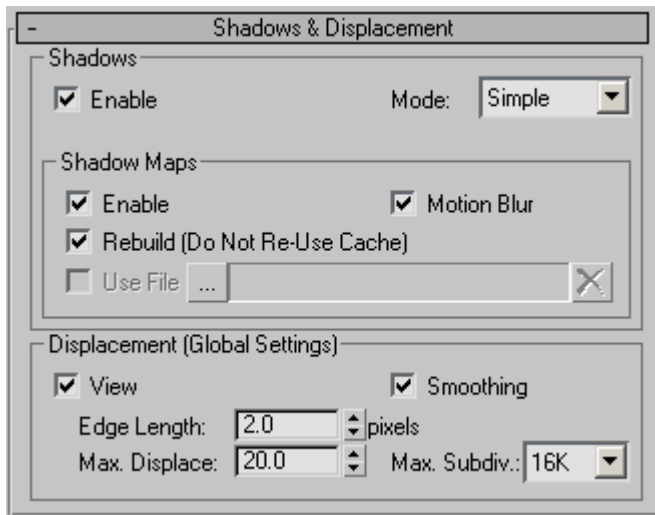 - Shadows & Displacement
Shadows
Enable Mode: Simple
Shadow Maps
Enable Motion Blur
Rebuild (Do Not Re-Use Cache)
Use File ...
Displacement (Global Settings)
View Smoothing
Edge Length: 2.0 pixels
Max. Displace: 20.0 Max. Subdiv.: 16K